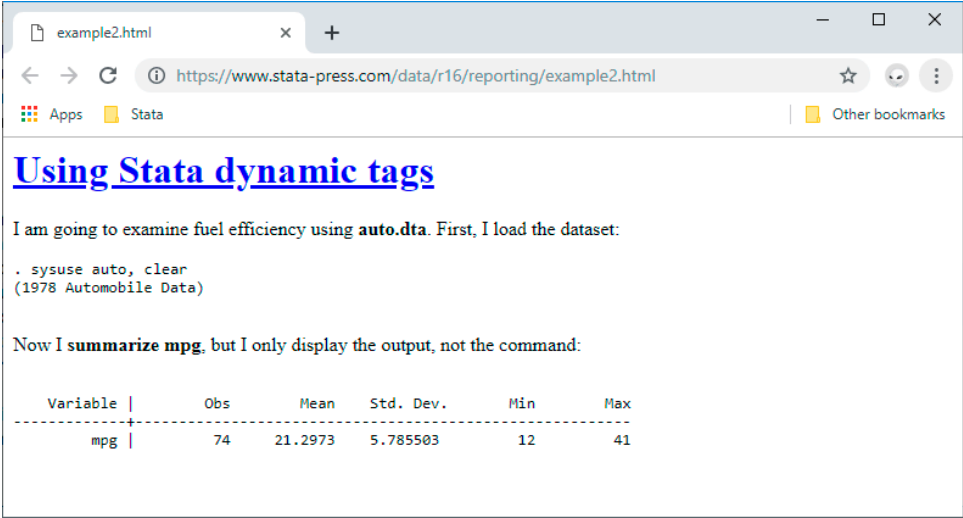 example2.html
https://www.stata-press.com/data/r16/reporting/example2.html
Apps Stata Other bookmarks
Using Stata dynamic tags
I am going to examine fuel efficiency using auto.dta. First, I load the dataset:
. sysuse auto, clear
(1978 Automobile Data)
Now I summarize mpg, but I only display the output, not the command:
Variable | Obs Mean Std. Dev. Min Max
-------------+---------------------------------------------------------
mpg | 74 21.2973 5.785503 12 41